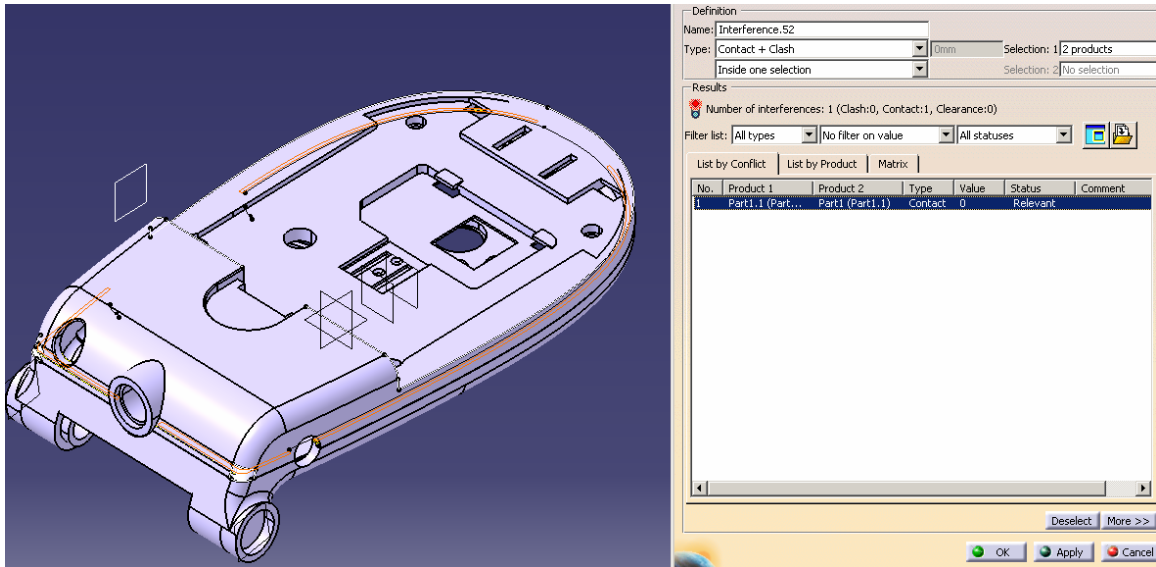 Definition
Name: Interference.52
Type: Contact + Clash 0mm Selection: 1 2 products
Inside one selection Selection: 2 No selection
Results
Number of interferences: 1 (Clash:0, Contact:1, Clearance:0)
Filter list: All types No filter on value All statuses
List by Conflict List by Product Matrix
No. Product 1 Product 2 Type Value Status Comment
1 Part1.1 (Part... Part1 (Part1.1) Contact 0 Relevant
Deselect More >>
OK Apply Cancel